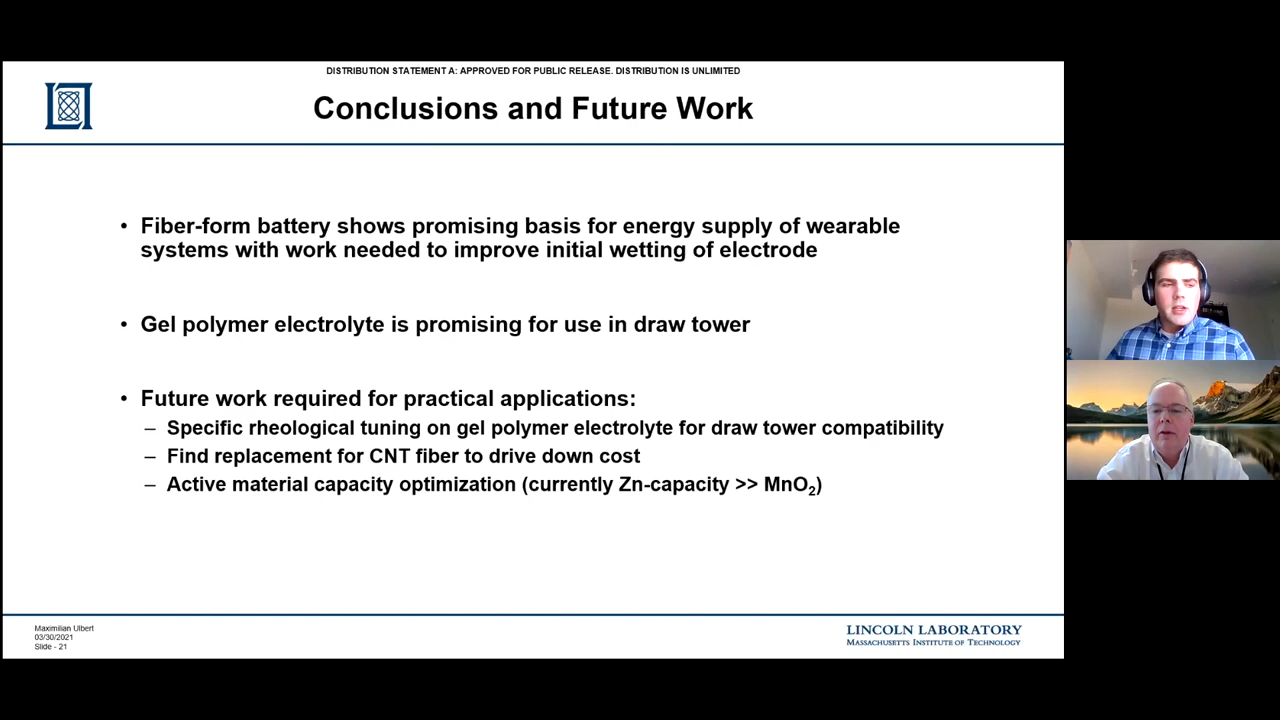 DISTRIBUTION STATEMENT A: APPROVED FOR PUBLIC RELEASE. DISTRIBUTION IS UNLIMITED
Conclusions and Future Work
• Fiber-form battery shows promising basis for energy supply of wearable
systems with work needed to improve initial wetting of electrode
• Gel polymer electrolyte is promising for use in draw tower
• Future work required for practical applications:
– Specific rheological tuning on gel polymer electrolyte for draw tower compatibility
– Find replacement for CNT fiber to drive down cost
– Active material capacity optimization (currently Zn-capacity >> MnO₂)
Maximilian Ulbert
03/30/2021
Slide - 21
LINCOLN LABORATORY
MASSACHUSETTS INSTITUTE OF TECHNOLOGY